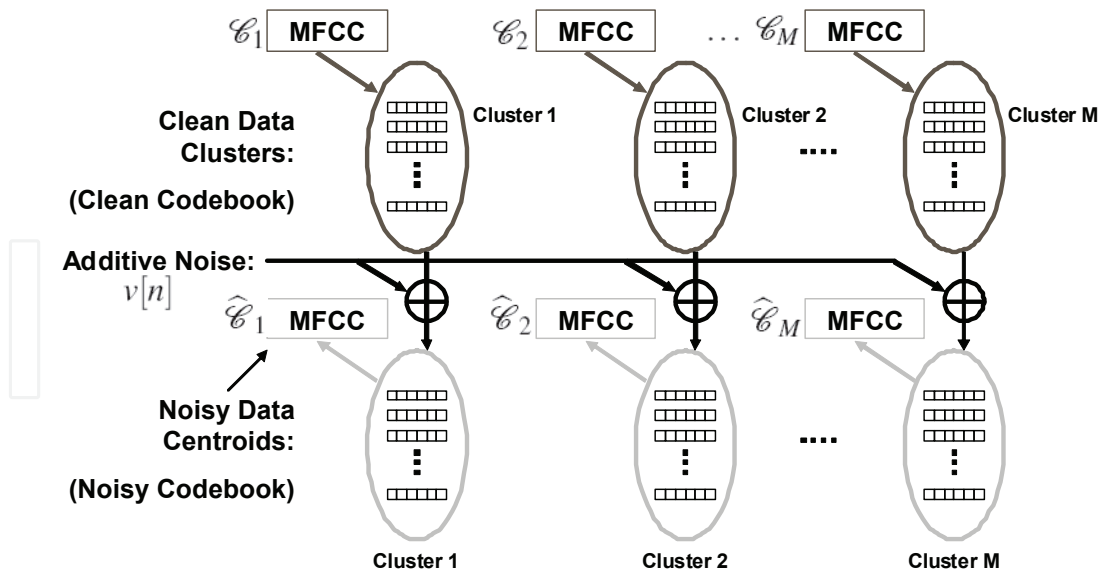 𝒞1 MFCC 𝒞2 MFCC ... 𝒞M MFCC
Cluster 1 Cluster 2 Cluster M
Clean Data
Clusters:
(Clean Codebook)
Additive Noise:
v[n]
𝒞̂1 MFCC 𝒞̂2 MFCC 𝒞̂M MFCC
Noisy Data
Centroids:
(Noisy Codebook)
Cluster 1 Cluster 2 Cluster M